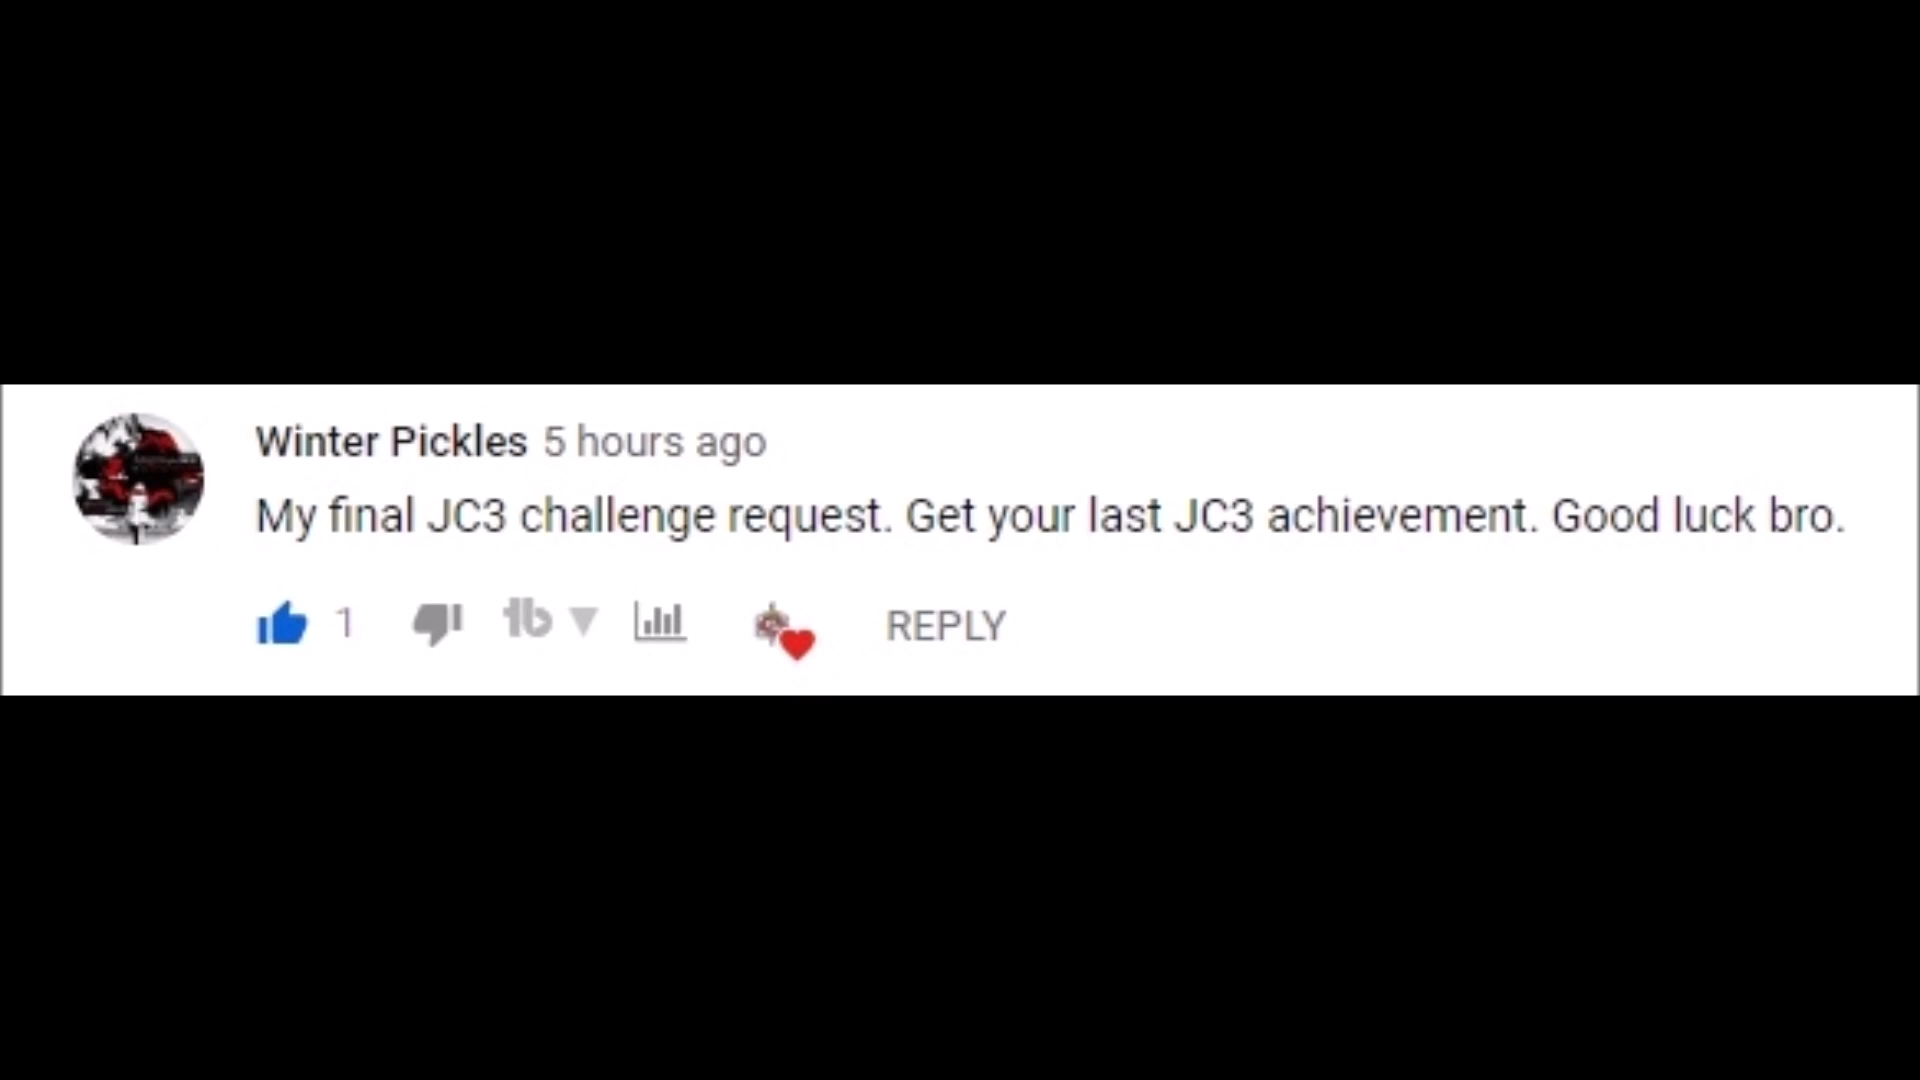 Winter Pickles 5 hours ago
My final JC3 challenge request. Get your last JC3 achievement. Good luck bro.
1 tb REPLY